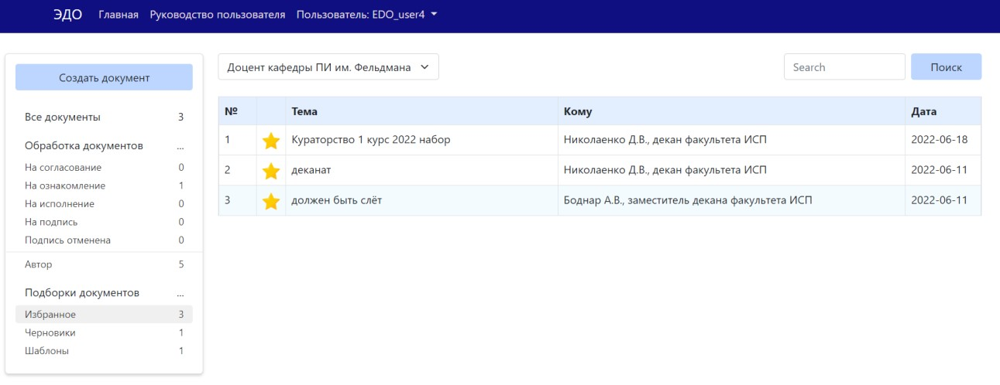 ЭДО Главная Руководство пользователя Пользователь: EDO_user4
Создать документ
Все документы 3
Обработка документов ...
На согласование 0
На ознакомление 1
На исполнение 0
На подпись 0
Подпись отменена 0
Автор 5
Подборки документов ...
Избранное 3
Черновики 1
Шаблоны 1
Доцент кафедры ПИ им. Фельдмана
Search Поиск
№ Тема Кому Дата
1 Кураторство 1 курс 2022 набор Николаенко Д.В., декан факультета ИСП 2022-06-18
2 деканат Николаенко Д.В., декан факультета ИСП 2022-06-11
3 должен быть слёт Боднар А.В., заместитель декана факультета ИСП 2022-06-11